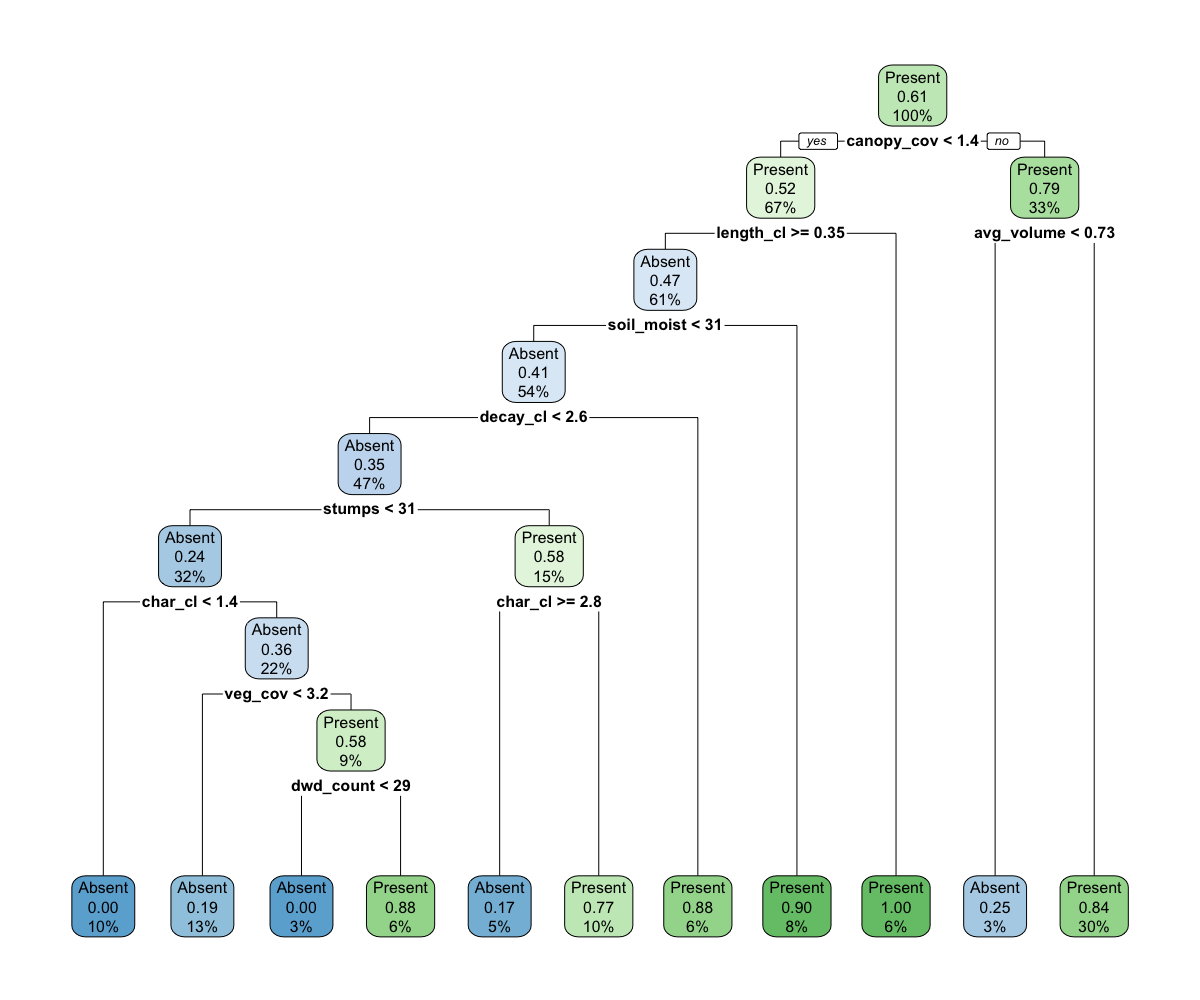 Present
0.61
100%
yes canopy_cov < 1.4 no
Present
0.52
67%
Present
0.79
33%
length_cl >= 0.35
avg_volume < 0.73
Absent
0.47
61%
soil_moist < 31
Absent
0.41
54%
decay_cl < 2.6
Absent
0.35
47%
stumps < 31
Absent
0.24
32%
Present
0.58
15%
char_cl < 1.4
char_cl >= 2.8
Absent
0.36
22%
veg_cov < 3.2
Present
0.58
9%
dwd_count < 29
Absent
0.00
10%
Absent
0.19
13%
Absent
0.00
3%
Present
0.88
6%
Absent
0.17
5%
Present
0.77
10%
Present
0.88
6%
Present
0.90
8%
Present
1.00
6%
Absent
0.25
3%
Present
0.84
30%